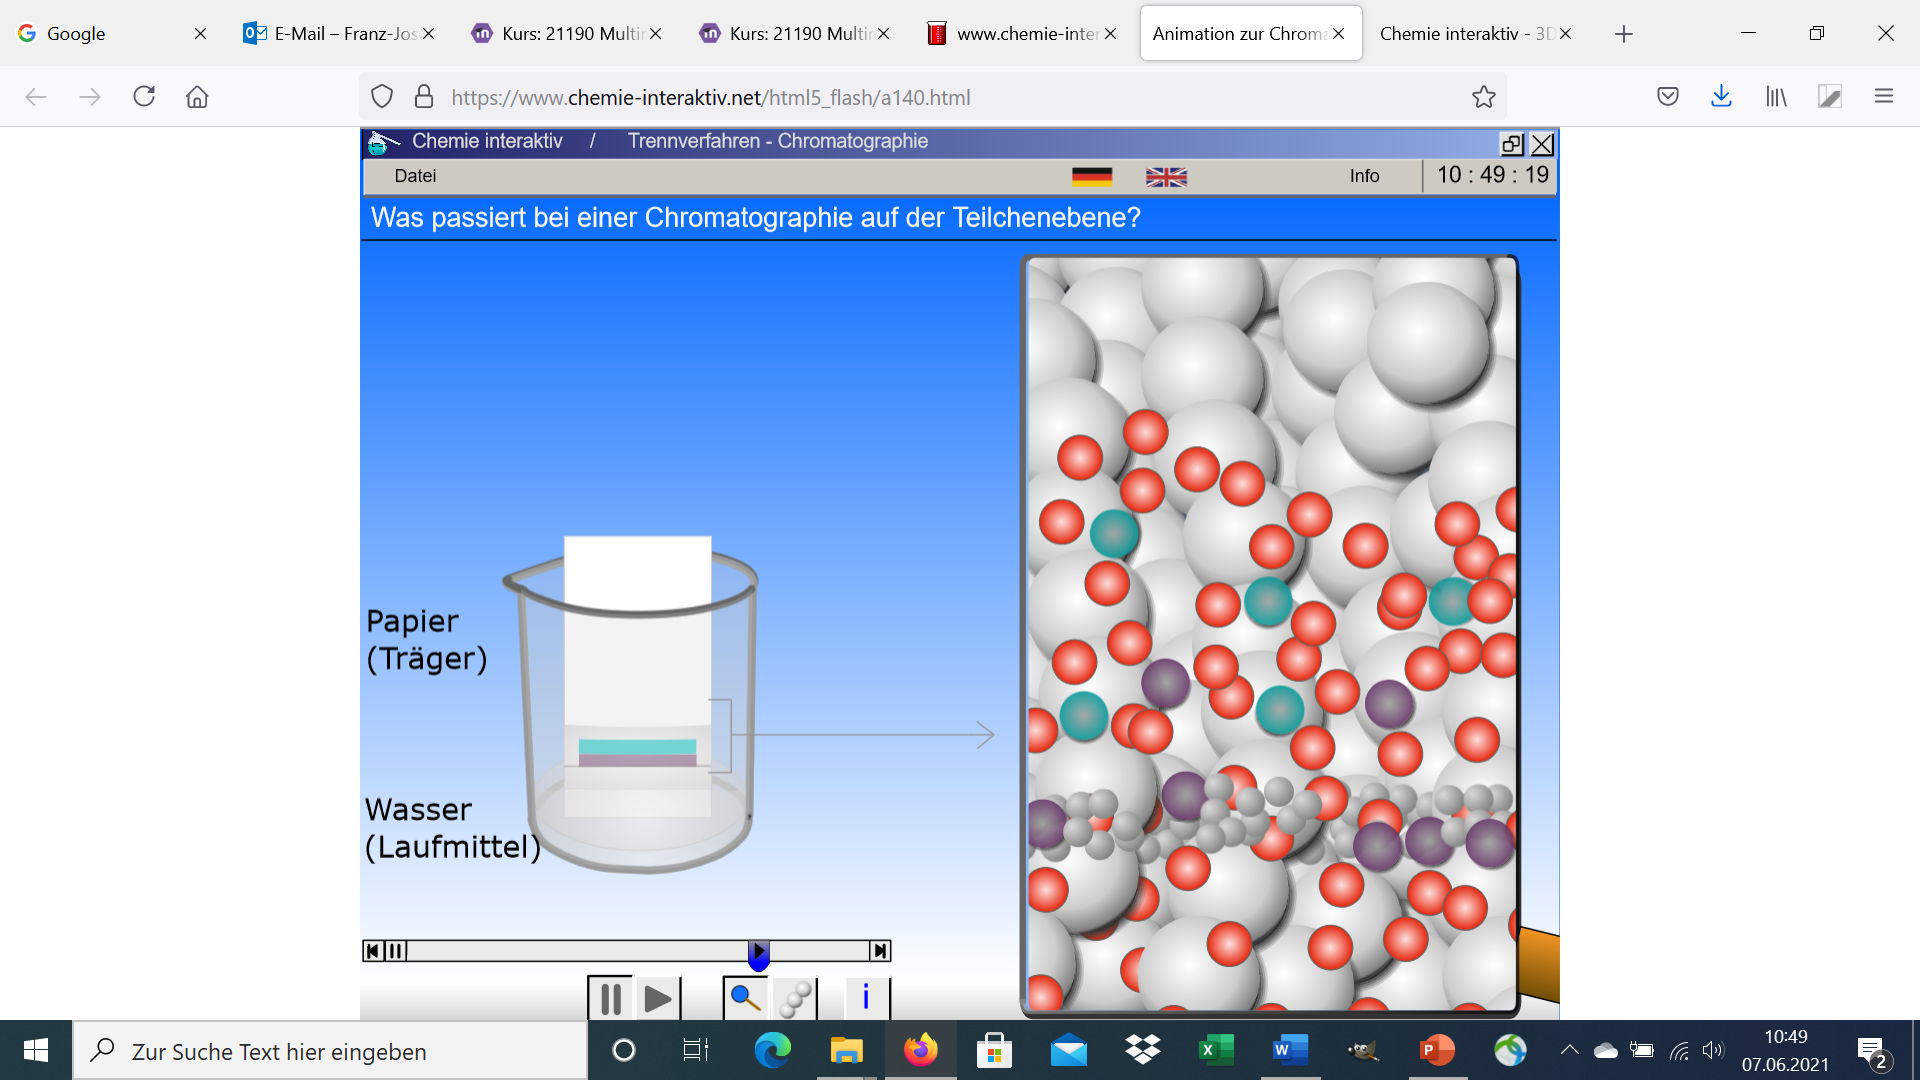 Google
E-Mail – Franz-Jos
Kurs: 21190 Multin
Kurs: 21190 Multin
www.chemie-inter
Animation zur Chroma
Chemie interaktiv - 3D
https://www.chemie-interaktiv.net/html5_flash/a140.html
Chemie interaktiv / Trennverfahren - Chromatographie
Datei
Info
10 : 49 : 19
Was passiert bei einer Chromatographie auf der Teilchenebene?
Papier
(Träger)
Wasser
(Laufmittel)
i
Zur Suche Text hier eingeben
10:49
07.06.2021
2